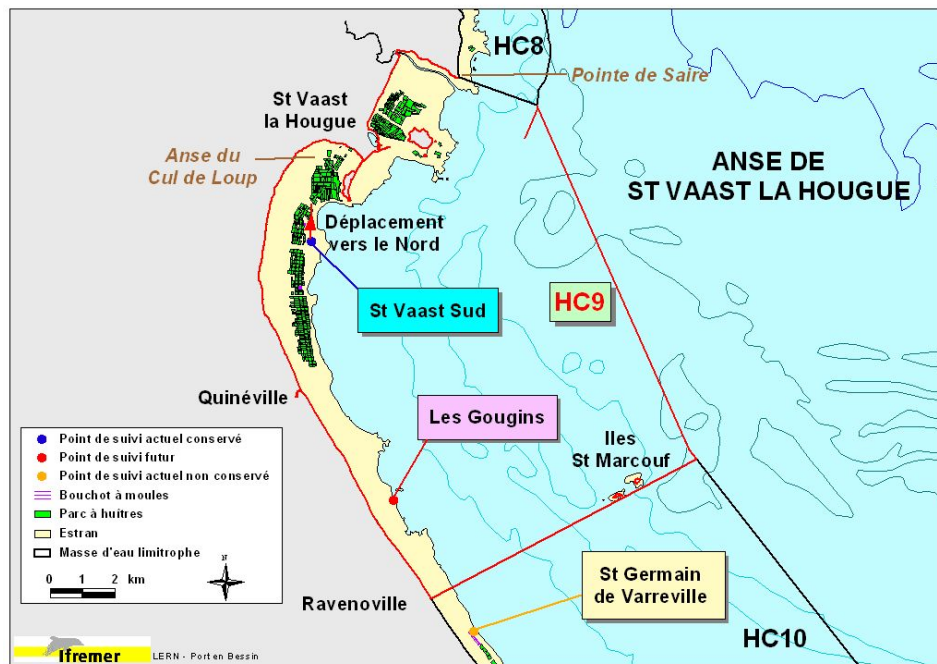 HC8
Pointe de Saire
St Vaast
la Hougue
Anse du
Cul de Loup
ANSE DE
ST VAAST LA HOUGUE
Déplacement
vers le Nord
St Vaast Sud
HC9
Quinéville
Les Gougins
Iles
St Marcouf
Point de suivi actuel conservé
Point de suivi futur
Point de suivi actuel non conservé
Bouchot à moules
Parc à huîtres
Estran
Masse d'eau limitrophe
0 1 2 km
Ravenoville
St Germain
de Varreville
HC10
Ifremer
LERN - Port en Bessin